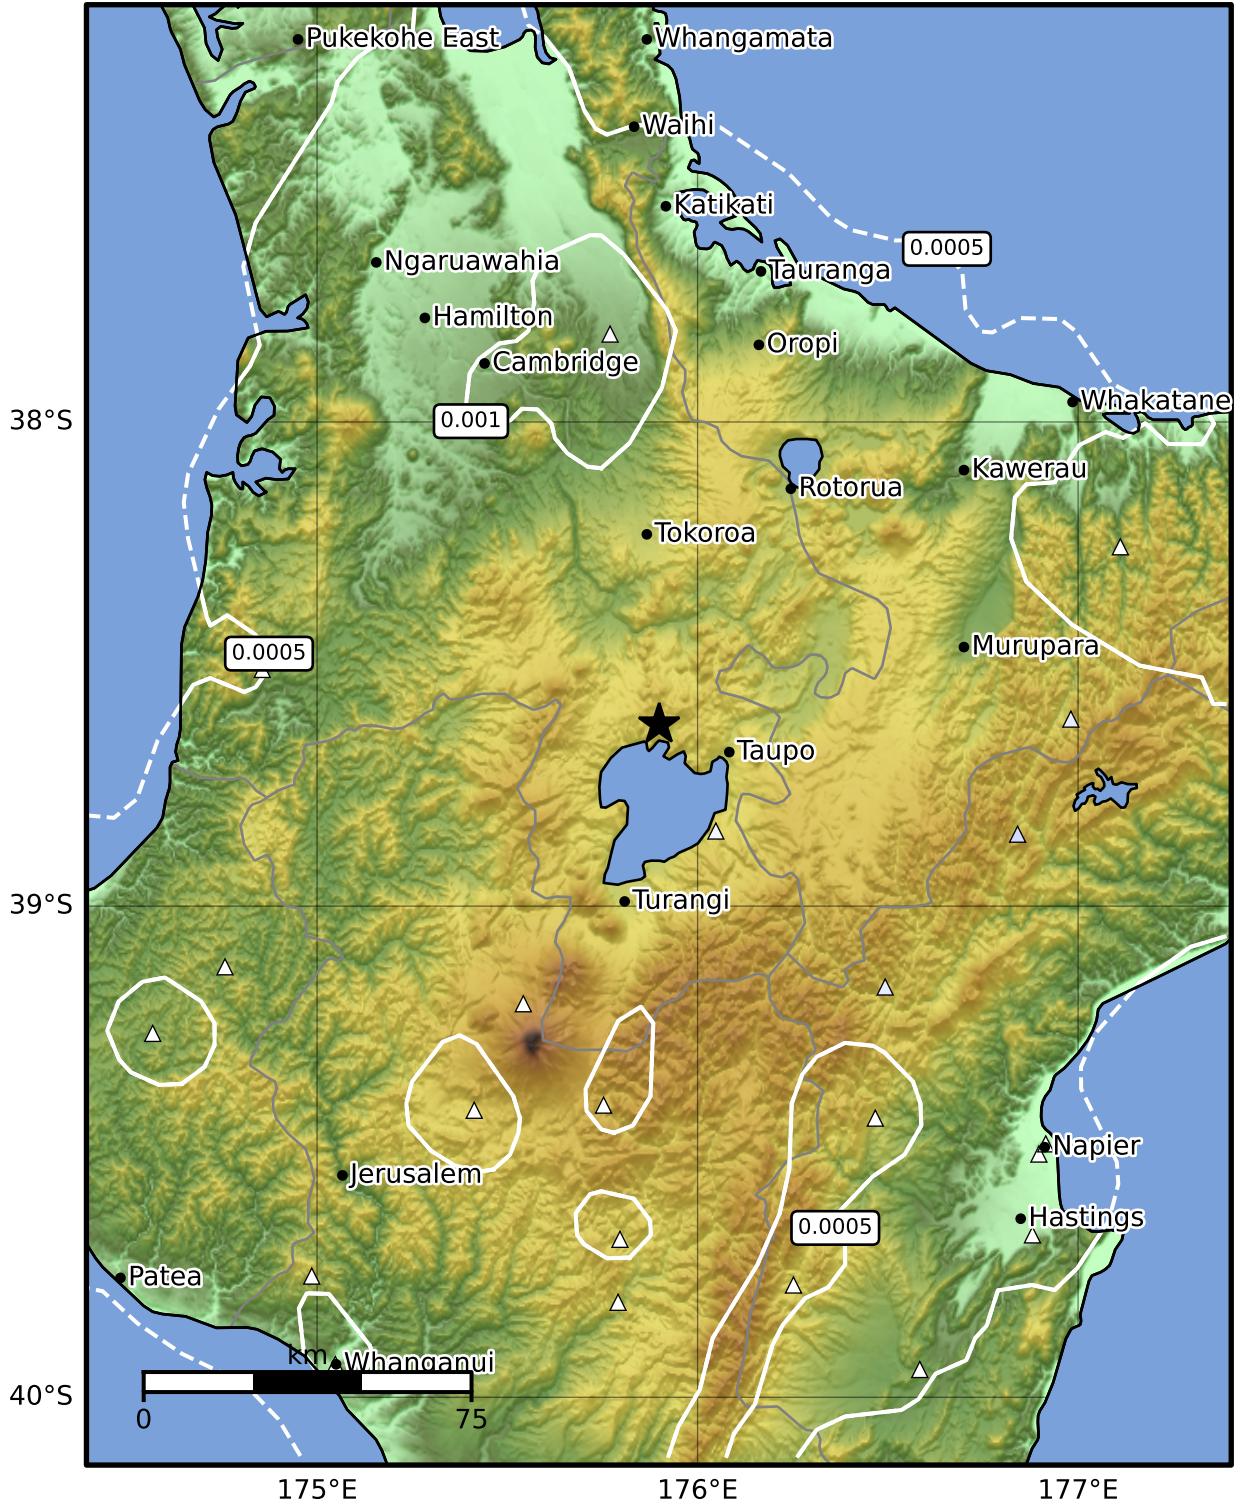 Pukekohe East
Whangamata
Waihi
Katikati
Ngaruawahia
Tauranga
0.0005
Hamilton
Oropi
Cambridge
Whakatane
38°S
0.001
Kawerau
Rotorua
Tokoroa
0.0005
Murupara
Taupo
39°S
Turangi
Napier
Jerusalem
Hastings
0.0005
Patea
km
Whanganui
40°S
0
75
175°E
176°E
177°E